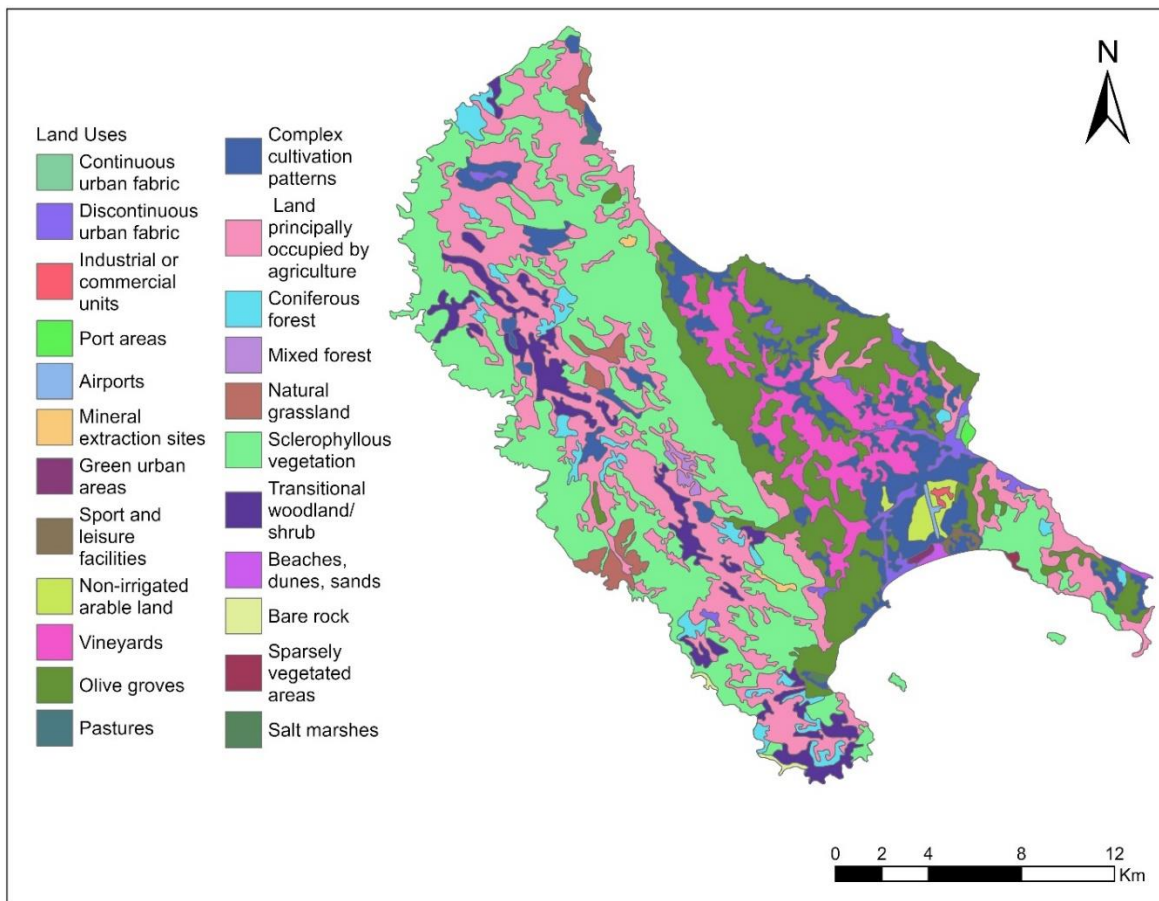 Land Uses
Continuous
urban fabric
Discontinuous
urban fabric
Industrial or
commercial
units
Port areas
Airports
Mineral
extraction sites
Green urban
areas
Sport and
leisure
facilities
Non-irrigated
arable land
Vineyards
Olive groves
Pastures
Complex
cultivation
patterns
Land
principally
occupied by
agriculture
Coniferous
forest
Mixed forest
Natural
grassland
Sclerophyllous
vegetation
Transitional
woodland/
shrub
Beaches,
dunes, sands
Bare rock
Sparsely
vegetated
areas
Salt marshes
N
0 2 4 8 12
Km